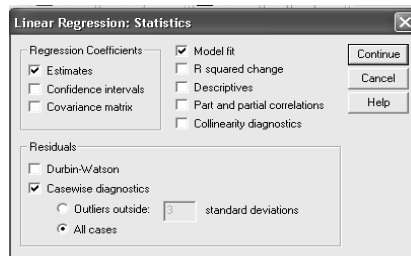 Linear Regression: Statistics
Regression Coefficients
Estimates
Confidence intervals
Covariance matrix
Model fit
R squared change
Descriptives
Part and partial correlations
Collinearity diagnostics
Continue
Cancel
Help
Residuals
Durbin-Watson
Casewise diagnostics
Outliers outside: 3 standard deviations
All cases